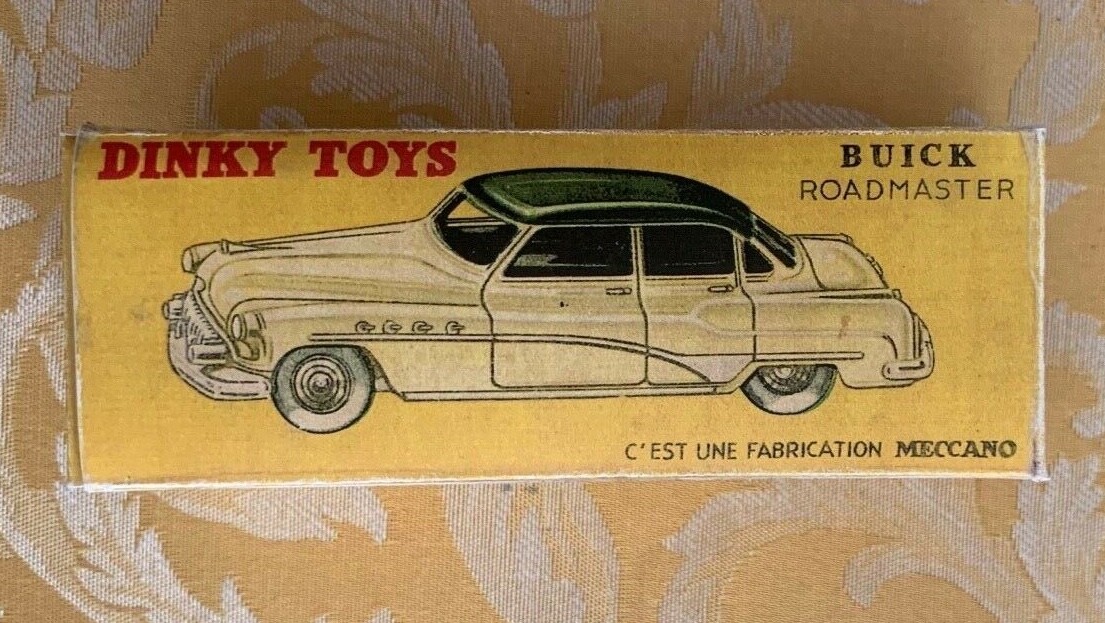 DINKY TOYS
BUICK
ROADMASTER
C'EST UNE FABRICATION MECCANO